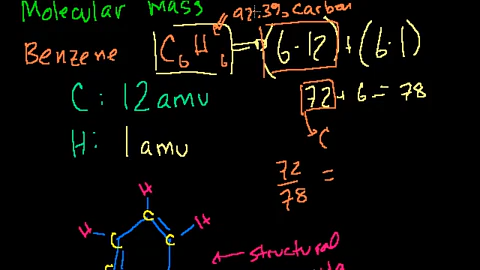 Molecular Mass
92.3% carbon
Benzene C6H6 = (6·12) + (6·1)
C: 12 amu
72 + 6 = 78
C
H: 1 amu
72/78 =
H
H C C C H
structural